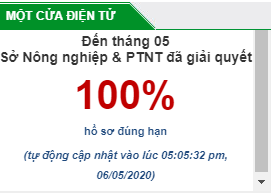 MỘT CỬA ĐIỆN TỬ
Đến tháng 05
Sở Nông nghiệp & PTNT đã giải quyết
100%
hồ sơ đúng hạn
(tự động cập nhật vào lúc 05:05:32 pm,
06/05/2020)